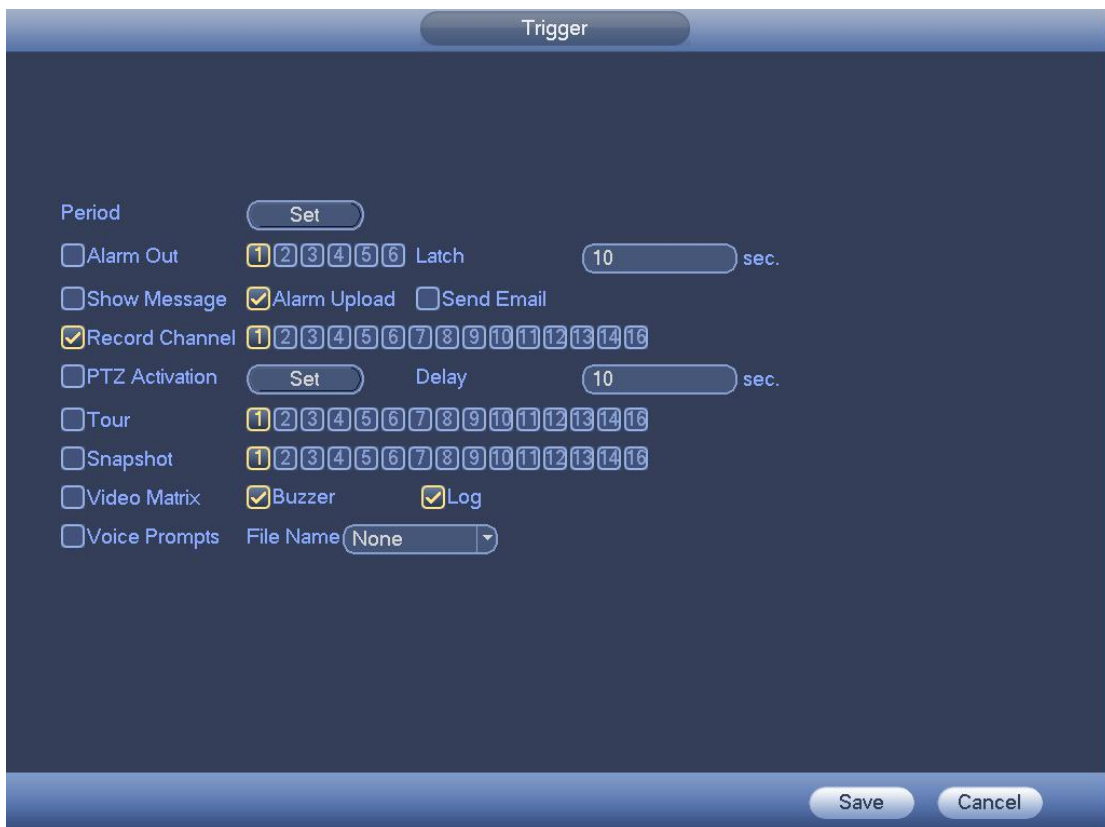 Trigger
Period Set
Alarm Out 1 2 3 4 5 6 Latch 10 sec.
Show Message Alarm Upload Send Email
Record Channel 1 2 3 4 5 6 7 8 9 10 11 12 13 14 16
PTZ Activation Set Delay 10 sec.
Tour 1 2 3 4 5 6 7 8 9 10 11 12 13 14 16
Snapshot 1 2 3 4 5 6 7 8 9 10 11 12 13 14 16
Video Matrix Buzzer Log
Voice Prompts File Name None
Save Cancel